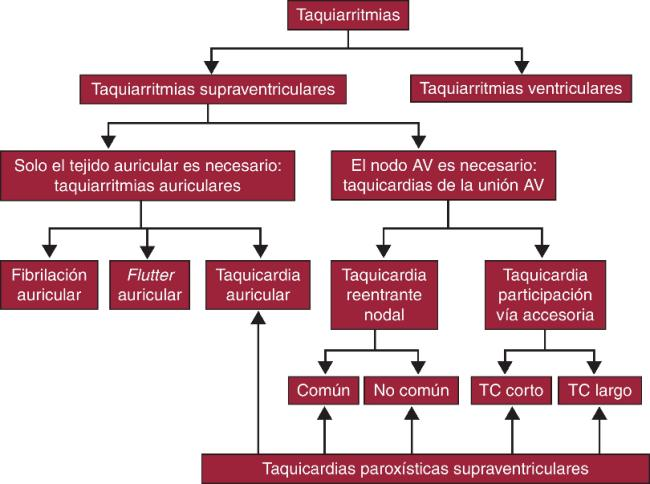 Taquiarritmias
Taquiarritmias supraventriculares
Taquiarritmias ventriculares
Solo el tejido auricular es necesario:
taquiarritmias auriculares
El nodo AV es necesario:
taquicardias de la unión AV
Fibrilación
auricular
Flutter
auricular
Taquicardia
auricular
Taquicardia
reentrante
nodal
Taquicardia
participación
vía accesoria
Común
No común
TC corto
TC largo
Taquicardias paroxísticas supraventriculares